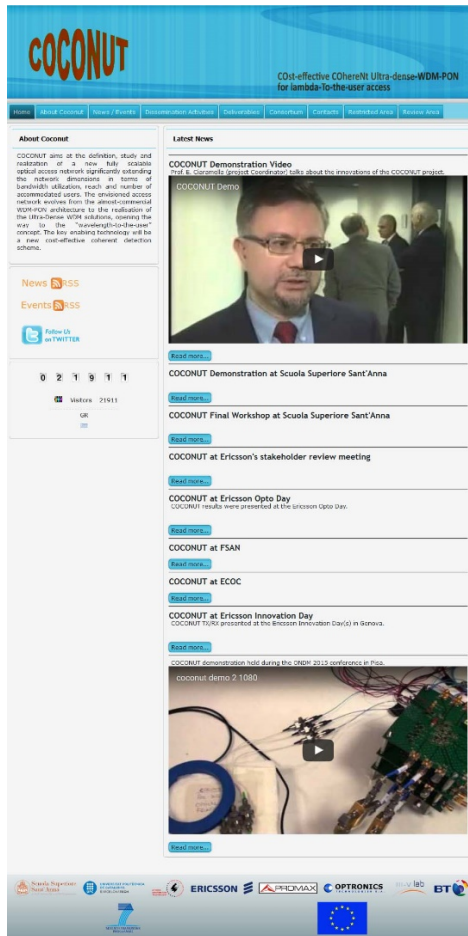 COCONUT
COst-effective COhereNt Ultra-dense-WDM-PON
for lambda-To-the-user access
Home About Coconut News / Events Dissemination Activities Deliverables Consortium Contacts Restricted Area Review Area
About Coconut
COCONUT aims at the definition, study and
realization of a new fully scalable
optical access network significantly extending
the network dimensions in terms of
bandwidth utilization, reach and number of
accommodated users. The envisioned access
network evolves from the almost-commercial
WDM-PON architecture to the realisation of
the Ultra-Dense WDM solutions, opening the
way to the "wavelength-to-the-user"
concept. The key enabling technology will be
a new cost-effective coherent detection
scheme.
News RSS
Events RSS
Follow Us
on TWITTER
0 2 1 9 1 1
Visitors 21911
GR
Latest News
COCONUT Demonstration Video
Prof. E. Ciaramella (project Coordinator) talks about the innovations of the COCONUT project.
COCONUT Demo
Read more...
COCONUT Demonstration at Scuola Superiore Sant'Anna
Read more...
COCONUT Final Workshop at Scuola Superiore Sant'Anna
Read more...
COCONUT at Ericsson's stakeholder review meeting
Read more...
COCONUT at Ericsson Opto Day
COCONUT results were presented at the Ericsson Opto Day.
Read more...
COCONUT at FSAN
Read more...
COCONUT at ECOC
Read more...
COCONUT at Ericsson Innovation Day
COCONUT TX/RX presented at the Ericsson Innovation Day(s) in Genova.
Read more...
COCONUT demonstration held during the ONDM 2015 conference in Pisa.
coconut demo 2 1080
Read more...
Scuola Superiore
Sant'Anna
ERICSSON
PROMAX
OPTRONICS
BT